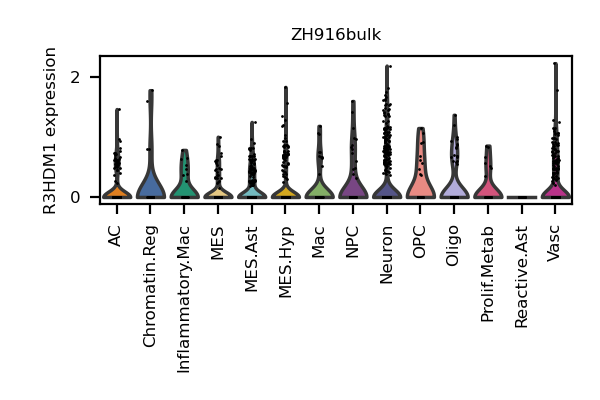 ZH916bulk
R3HDM1 expression
2
0
AC
Chromatin.Reg
Inflammatory.Mac
MES
MES.Ast
MES.Hyp
Mac
NPC
Neuron
OPC
Oligo
Prolif.Metab
Reactive.Ast
Vasc